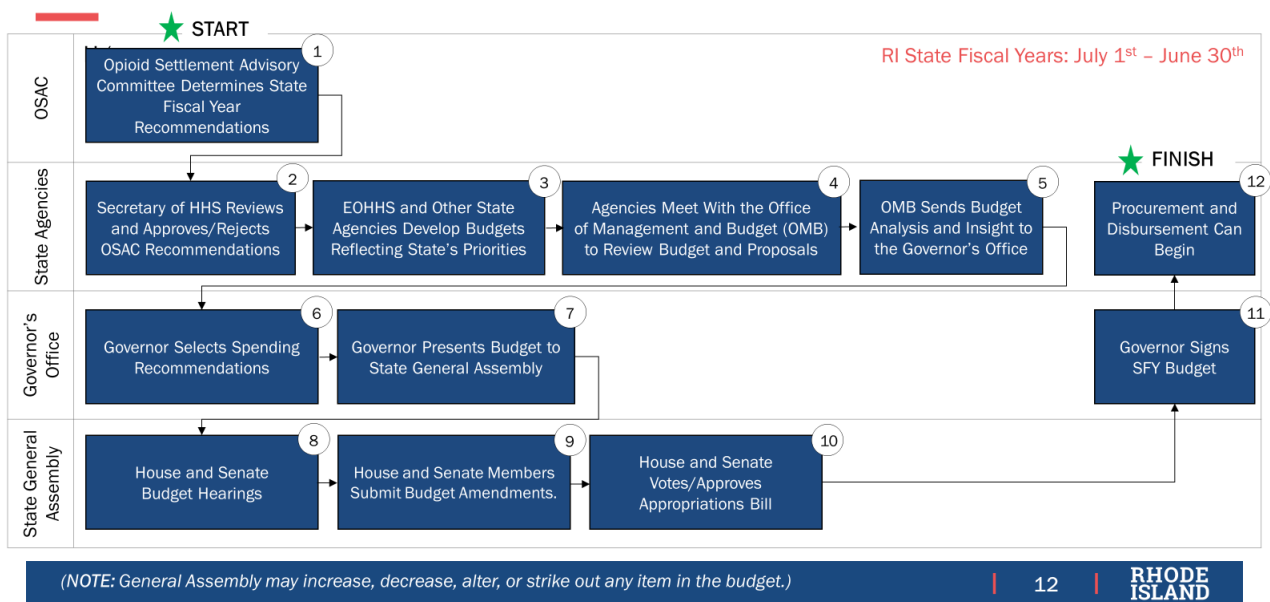 START
RI State Fiscal Years: July 1st – June 30th
OSAC
1
Opioid Settlement Advisory
Committee Determines State
Fiscal Year
Recommendations
FINISH
State Agencies
2
Secretary of HHS Reviews
and Approves/Rejects
OSAC Recommendations
3
EOHHS and Other State
Agencies Develop Budgets
Reflecting State's Priorities
4
Agencies Meet With the Office
of Management and Budget (OMB)
to Review Budget and Proposals
5
OMB Sends Budget
Analysis and Insight to
the Governor's Office
12
Procurement and
Disbursement Can
Begin
Governor's
Office
6
Governor Selects Spending
Recommendations
7
Governor Presents Budget to
State General Assembly
11
Governor Signs
SFY Budget
State General
Assembly
8
House and Senate
Budget Hearings
9
House and Senate Members
Submit Budget Amendments.
10
House and Senate
Votes/Approves
Appropriations Bill
(NOTE: General Assembly may increase, decrease, alter, or strike out any item in the budget.)
12
RHODE
ISLAND